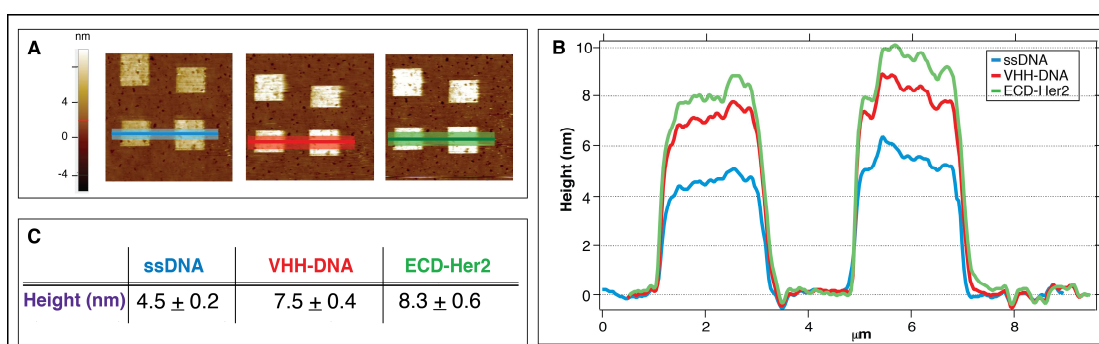 A
nm
4
0
-4
C
ssDNA VHH-DNA ECD-Her2
Height (nm) 4.5 ± 0.2 7.5 ± 0.4 8.3 ± 0.6
B
10
8
6
4
2
0
Height (nm)
ssDNA
VHH-DNA
ECD-Her2
0 2 4 6 8
μm